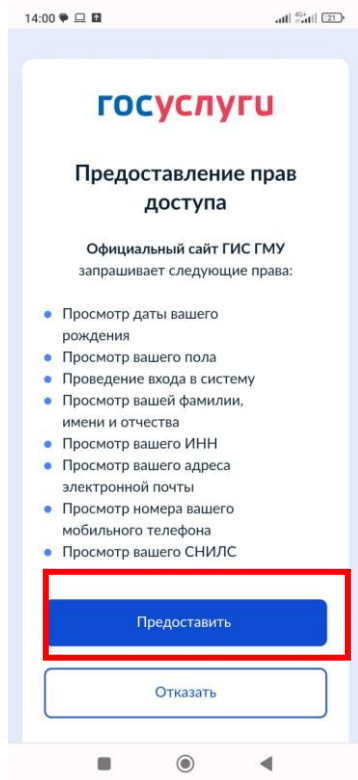 14:00
4G+
21
госуслуги
Предоставление прав
доступа
Официальный сайт ГИС ГМУ
запрашивает следующие права:
Просмотр даты вашего
рождения
Просмотр вашего пола
Проведение входа в систему
Просмотр вашей фамилии,
имени и отчества
Просмотр вашего ИНН
Просмотр вашего адреса
электронной почты
Просмотр номера вашего
мобильного телефона
Просмотр вашего СНИЛС
Предоставить
Отказать